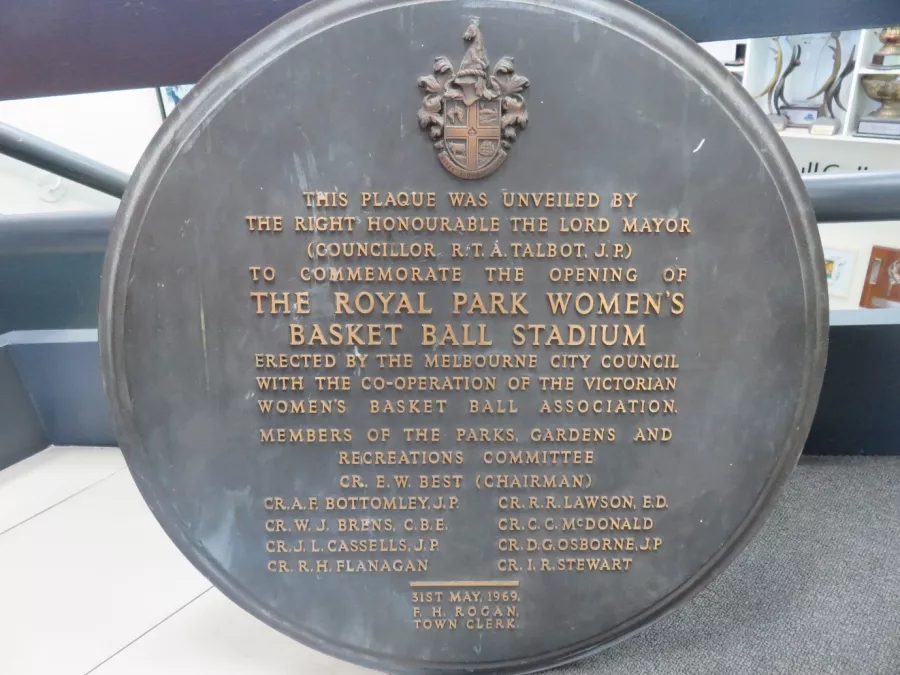 THIS PLAQUE WAS UNVEILED BY
THE RIGHT HONOURABLE THE LORD MAYOR
(COUNCILLOR R.T.A. TALBOT, J.P.)
TO COMMEMORATE THE OPENING OF
THE ROYAL PARK WOMEN'S
BASKET BALL STADIUM
ERECTED BY THE MELBOURNE CITY COUNCIL
WITH THE CO-OPERATION OF THE VICTORIAN
WOMEN'S BASKET BALL ASSOCIATION.
MEMBERS OF THE PARKS, GARDENS AND
RECREATIONS COMMITTEE
CR. E.W. BEST (CHAIRMAN)
CR. A.F. BOTTOMLEY, J.P. CR. R.R. LAWSON, E.D.
CR. W.J. BRENS, C.B.E. CR. C.C. McDONALD
CR. J.L. CASSELLS, J.P. CR. D.G. OSBORNE, J.P.
CR. R.H. FLANAGAN CR. I.R. STEWART
31ST MAY, 1969.
F. H. ROGAN,
TOWN CLERK.